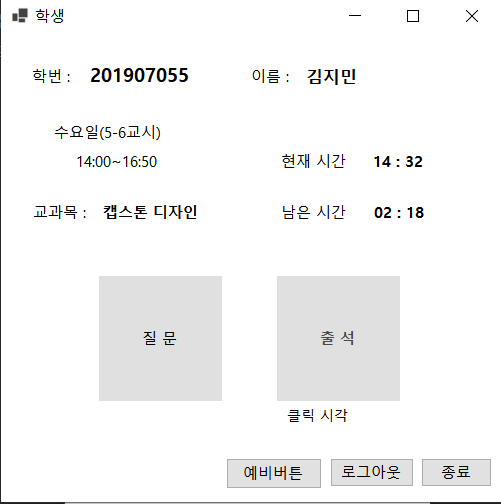 학생
학번 : 201907055 이름 : 김지민
수요일(5-6교시)
14:00~16:50 현재 시간 14 : 32
교과목 : 캡스톤 디자인 남은 시간 02 : 18
질 문 출 석
클릭 시각
예비버튼 로그아웃 종료